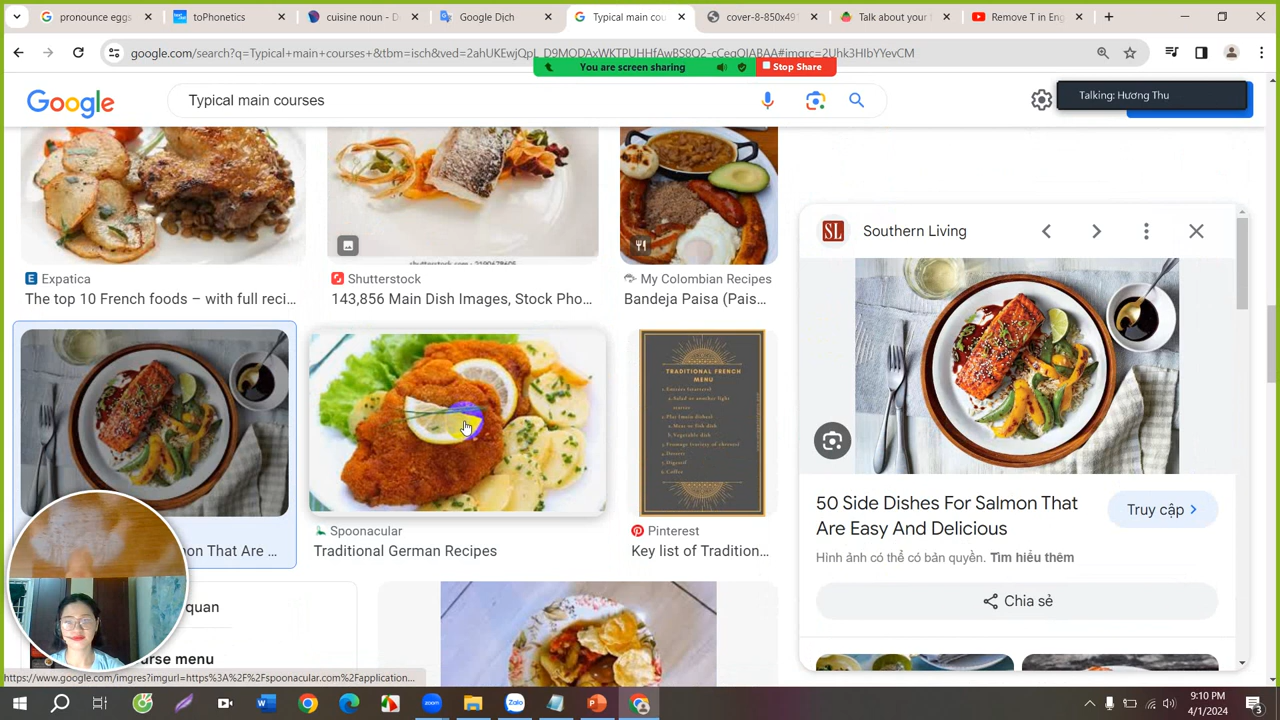 pronounce eggs
toPhonetics
cuisine noun - D
Google Dịch
Typical main cou
cover-8-850x491
Talk about your f
Remove T in Eng
google.com/search?q=Typical+main+courses+&tbm=isch&ved=2ahUKEwjQpL_D9MODAxWKTPUHHfAwBS8Q2-cCegQIABAA#imgrc=2Uhk3HIbYYevCM
You are screen sharing
Stop Share
Google
Typical main courses
Talking: Hương Thu
Expatica
The top 10 French foods – with full reci...
Shutterstock
143,856 Main Dish Images, Stock Pho...
My Colombian Recipes
Bandeja Paisa (Pais...
Southern Living
TRADITIONAL FRENCH
MENU
50 Side Dishes For Salmon That
Are Easy And Delicious
Truy cập
Hình ảnh có thể có bản quyền. Tìm hiểu thêm
Chia sẻ
on That Are ...
Spoonacular
Traditional German Recipes
Pinterest
Key list of Tradition...
quan
urse menu
https://www.google.com/imgres?imgurl=https%3A%2F%2Fspoonacular.com%2Fapplication...
zoom
Zalo
9:10 PM
4/1/2024
3